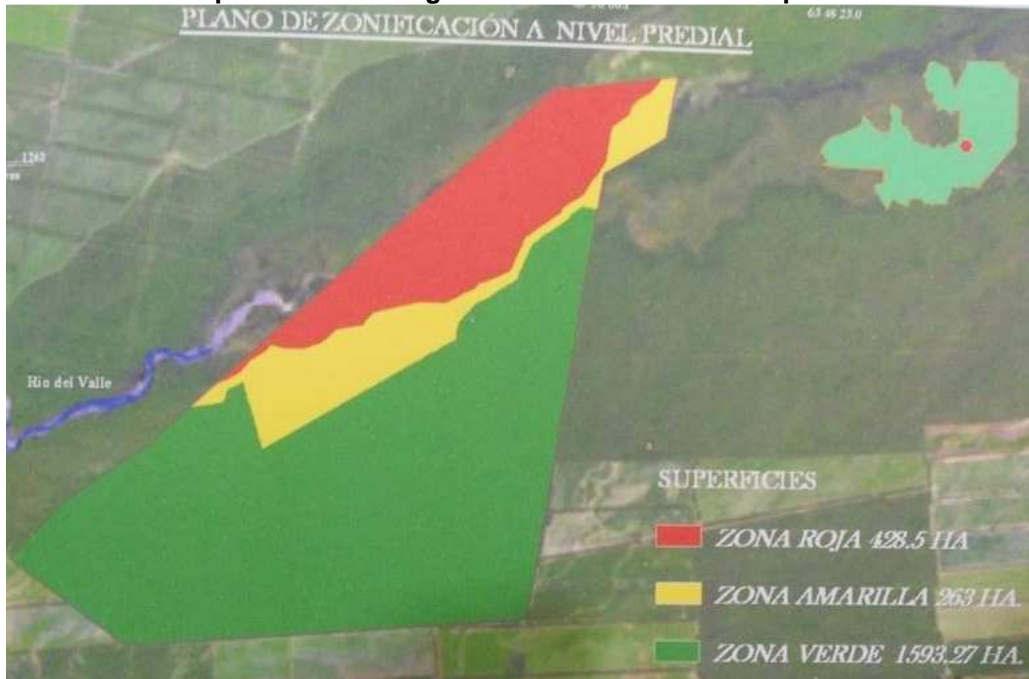 PLANO DE ZONIFICACIÓN A NIVEL PREDIAL
1260
Rio del Valle
SUPERFICIES
ZONA ROJA 428.5 HA
ZONA AMARILLA 263 HA.
ZONA VERDE 1593.27 HA.